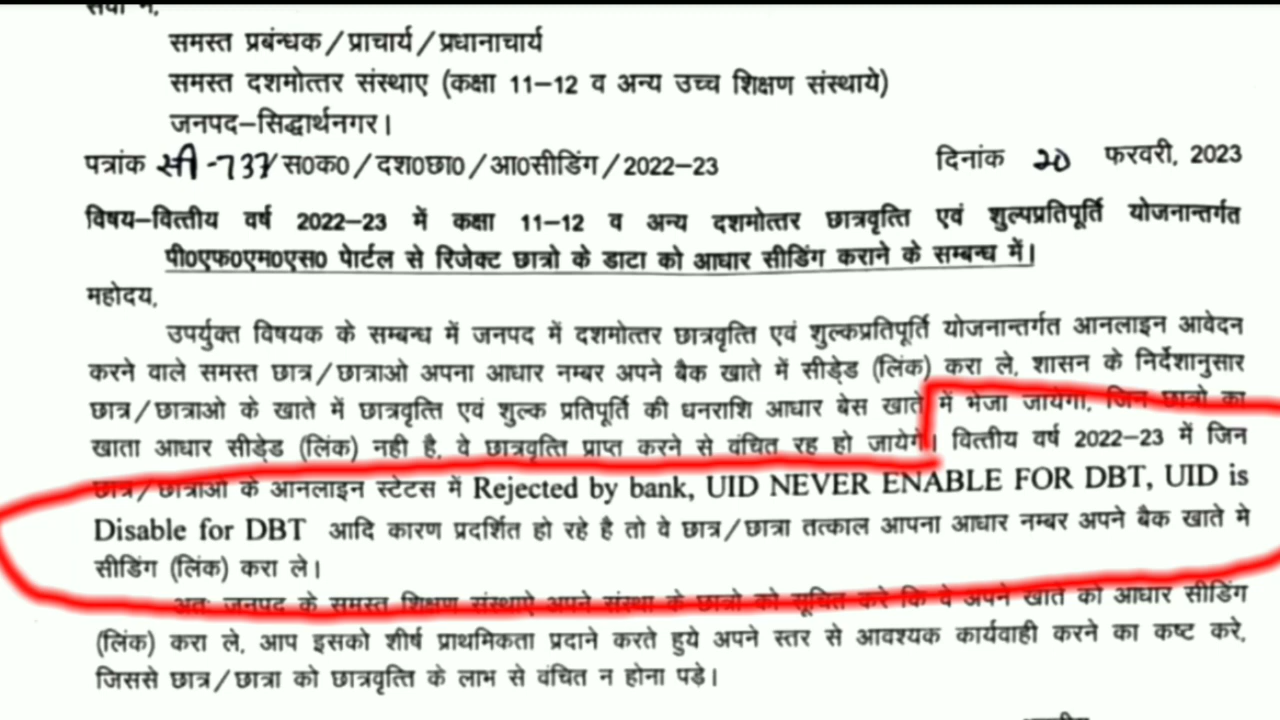 सेवा में,
समस्त प्रबंन्धक/प्राचार्य/प्रधानाचार्य
समस्त दशमोत्तर संस्थाए (कक्षा 11–12 व अन्य उच्च शिक्षण संस्थाये)
जनपद–सिद्धार्थनगर।
पत्रांक सी-737/स0क0/दश0छा0/आ0सीडिंग/2022–23 दिनांक 20 फरवरी, 2023
विषय–वित्तीय वर्ष 2022–23 में कक्षा 11–12 व अन्य दशमोत्तर छात्रवृत्ति एवं शुल्पप्रतिपूर्ति योजनान्तर्गत
पी0एफ0एम0एस0 पेार्टल से रिजेक्ट छात्रो के डाटा को आधार सीडिंग कराने के सम्बन्ध में।
महोदय,
उपर्युक्त विषयक के सम्बन्ध में जनपद में दशमोत्तर छात्रवृत्ति एवं शुल्कप्रतिपूर्ति योजनान्तर्गत आनलाइन आवेदन
करने वाले समस्त छात्र/छात्राओ अपना आधार नम्बर अपने बैक खाते में सीडे्ड (लिंक) करा ले, शासन के निर्देशानुसार
छात्र/छात्राओ के खाते में छात्रवृत्ति एवं शुल्क प्रतिपूर्ति की धनराशि आधार बेस खाते में भेजा जायेगा, जिन छात्रो का
खाता आधार सीडे्ड (लिंक) नही है, वे छात्रवृत्ति प्राप्त करने से वंचित रह हो जायेगे। वित्तीय वर्ष 2022–23 में जिन
छात्र/छात्राओ के आनलाइन स्टेटस में Rejected by bank, UID NEVER ENABLE FOR DBT, UID is
Disable for DBT आदि कारण प्रदर्शित हो रहे है तो वे छात्र/छात्रा तत्काल आपना आधार नम्बर अपने बैक खाते मे
सीडिंग (लिंक) करा ले।
अतः जनपद के समस्त शिक्षण संस्थाऐ अपने संस्था के छात्रो को सूचित करे कि वे अपने खाते को आधार सीडिंग
(लिंक) करा ले, आप इसको शीर्ष प्राथमिकता प्रदाने करते हुये अपने स्तर से आवश्यक कार्यवाही करने का कष्ट करे,
जिससे छात्र/छात्रा को छात्रवृत्ति के लाभ से वंचित न होना पड़े।